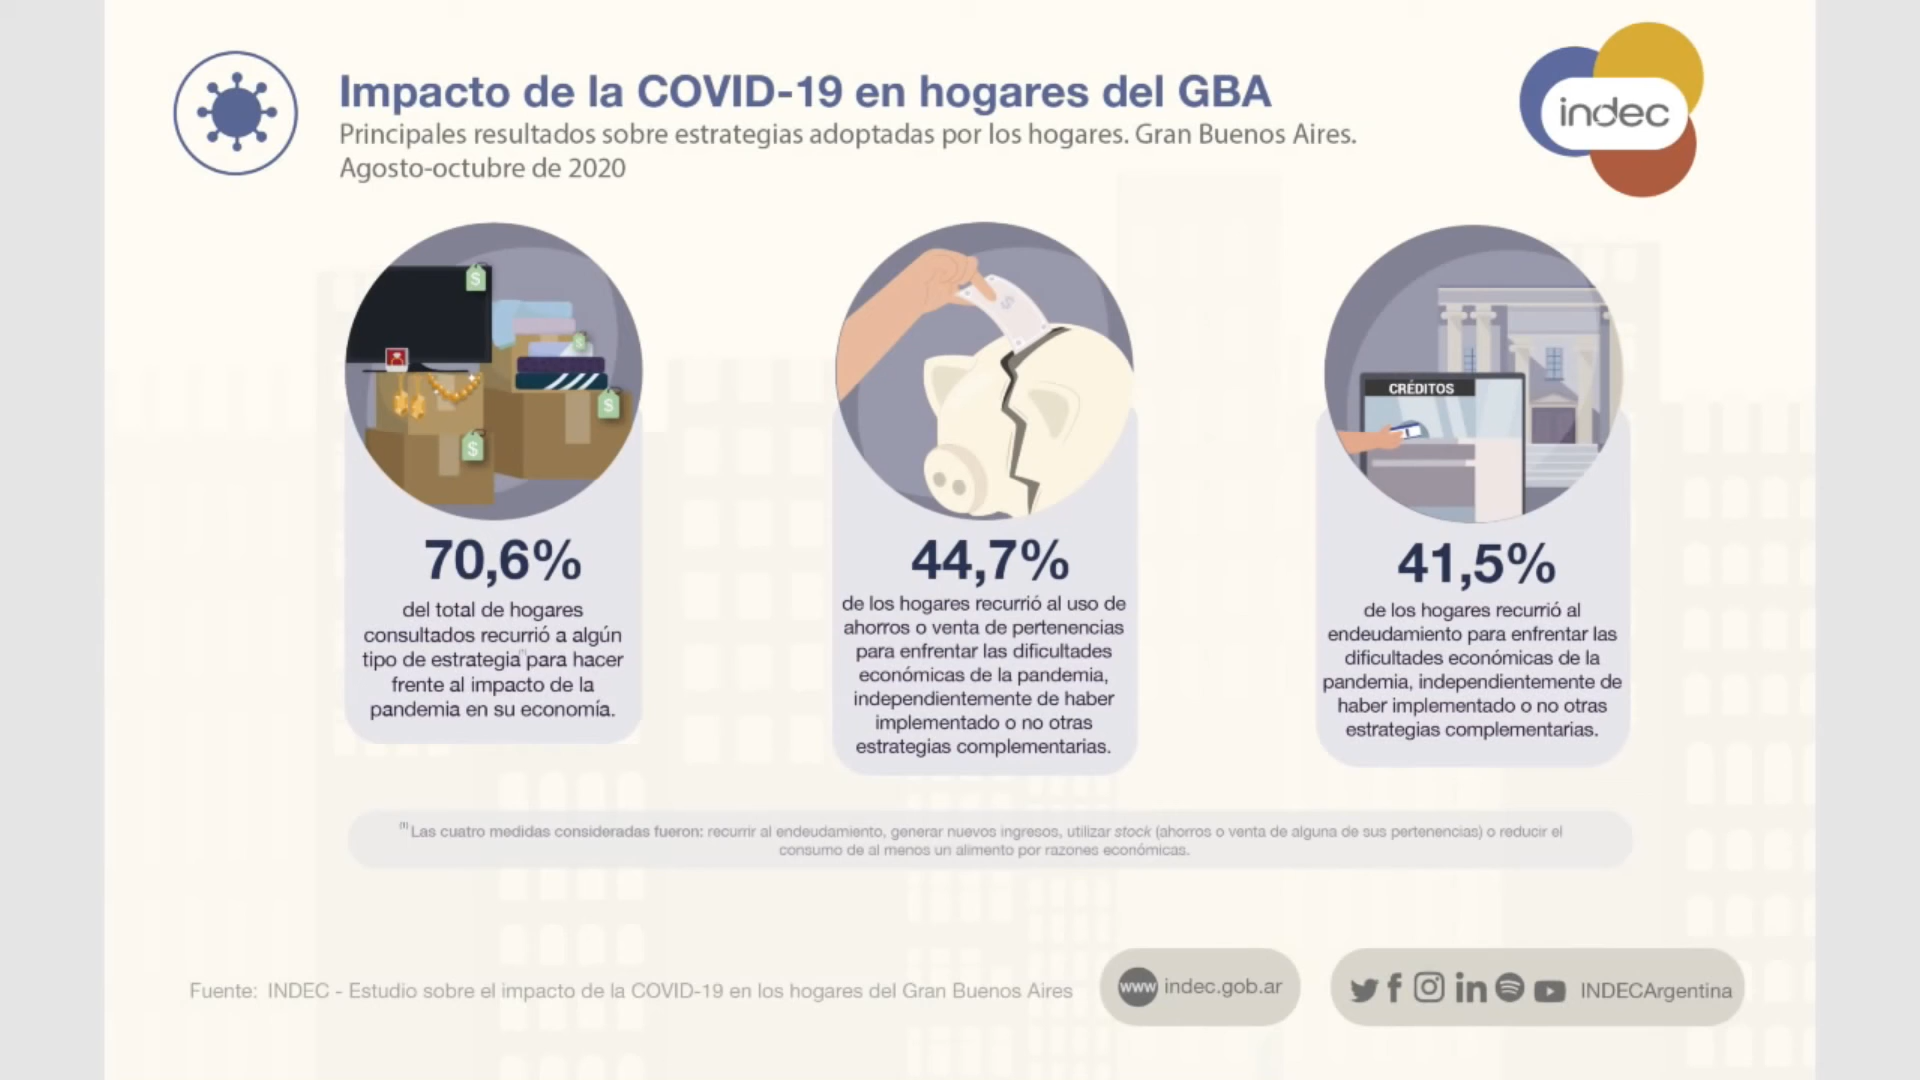 Impacto de la COVID-19 en hogares del GBA
Principales resultados sobre estrategias adoptadas por los hogares. Gran Buenos Aires.
Agosto-octubre de 2020
indec
$
$
$
$
$
CRÉDITOS
70,6%
del total de hogares
consultados recurrió a algún
tipo de estrategia(1) para hacer
frente al impacto de la
pandemia en su economía.
44,7%
de los hogares recurrió al uso de
ahorros o venta de pertenencias
para enfrentar las dificultades
económicas de la pandemia,
independientemente de haber
implementado o no otras
estrategias complementarias.
41,5%
de los hogares recurrió al
endeudamiento para enfrentar las
dificultades económicas de la
pandemia, independientemente de
haber implementado o no otras
estrategias complementarias.
(1) Las cuatro medidas consideradas fueron: recurrir al endeudamiento, generar nuevos ingresos, utilizar stock (ahorros o venta de alguna de sus pertenencias) o reducir el
consumo de al menos un alimento por razones económicas.
Fuente: INDEC - Estudio sobre el impacto de la COVID-19 en los hogares del Gran Buenos Aires
www indec.gob.ar
INDECArgentina